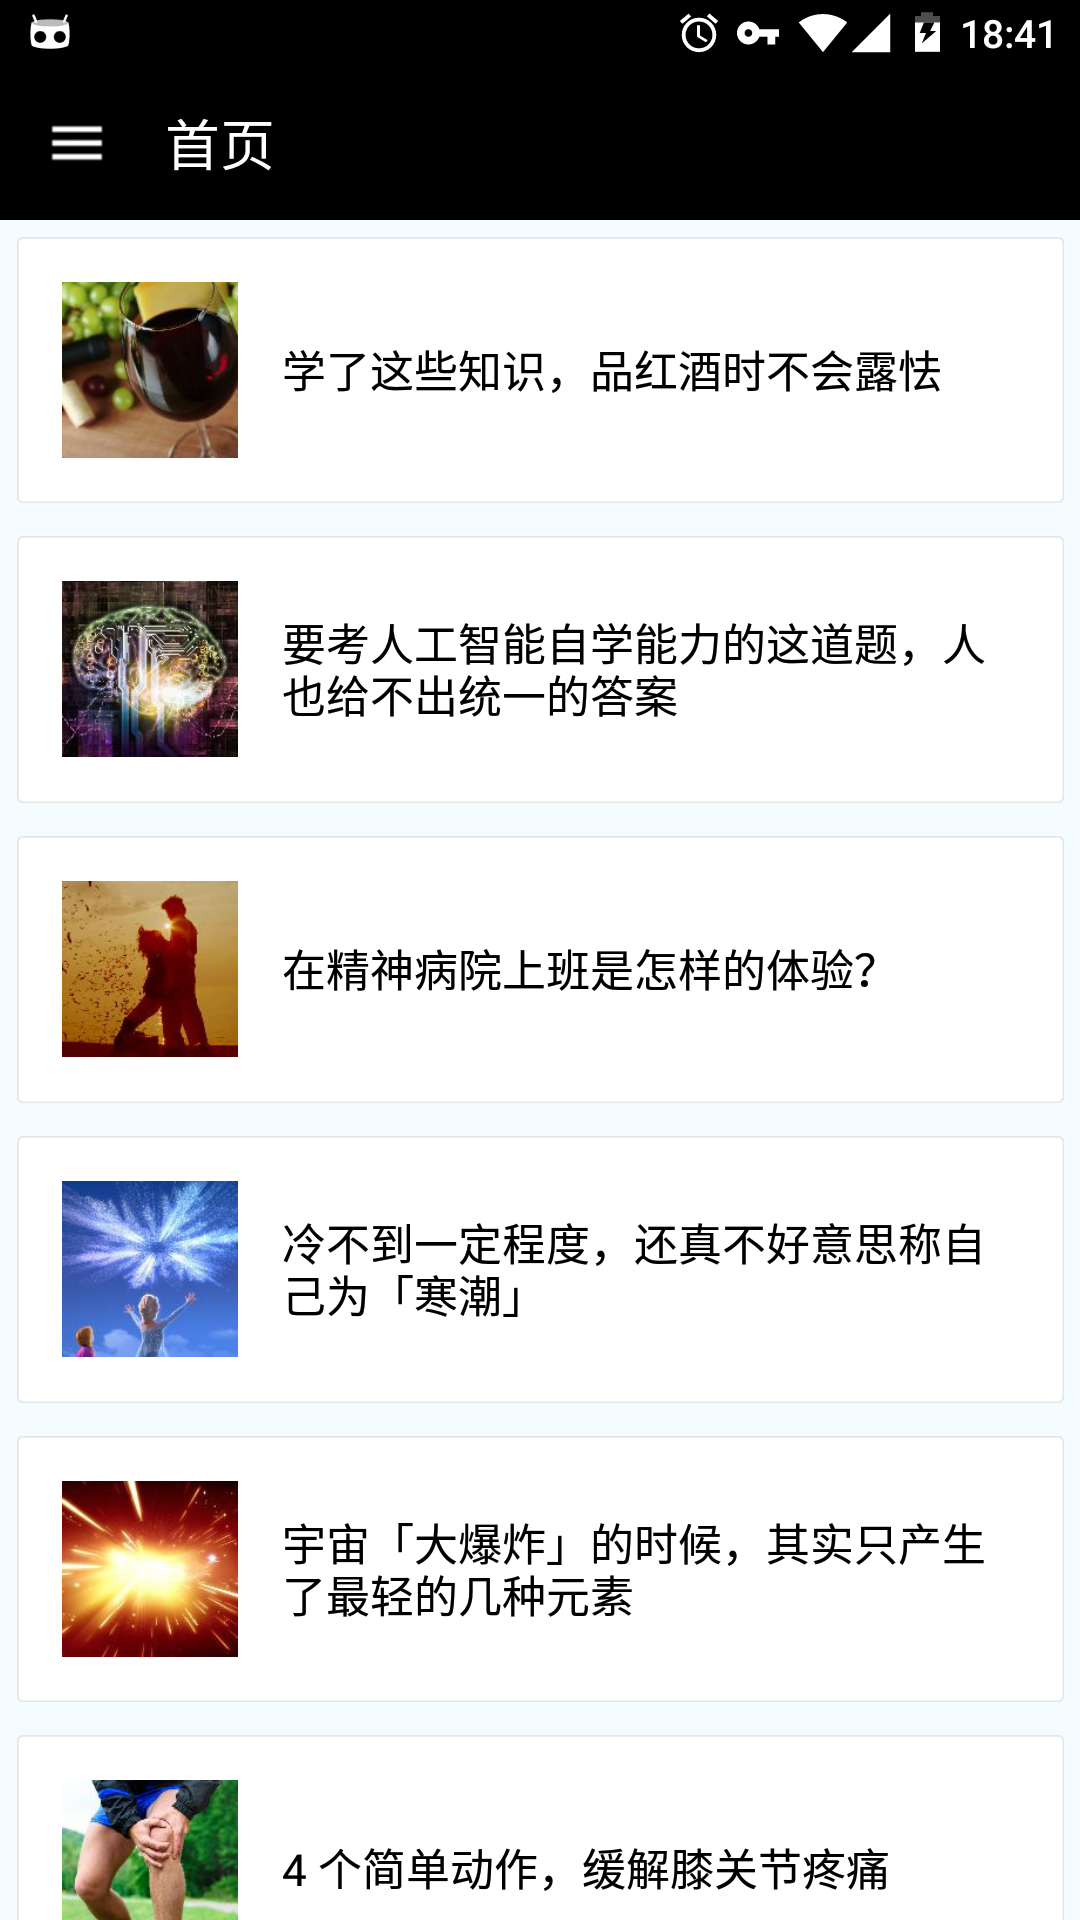 18:41
首页
学了这些知识，品红酒时不会露怯
要考人工智能自学能力的这道题，人
也给不出统一的答案
在精神病院上班是怎样的体验？
冷不到一定程度，还真不好意思称自
己为「寒潮」
宇宙「大爆炸」的时候，其实只产生
了最轻的几种元素
4 个简单动作，缓解膝关节疼痛